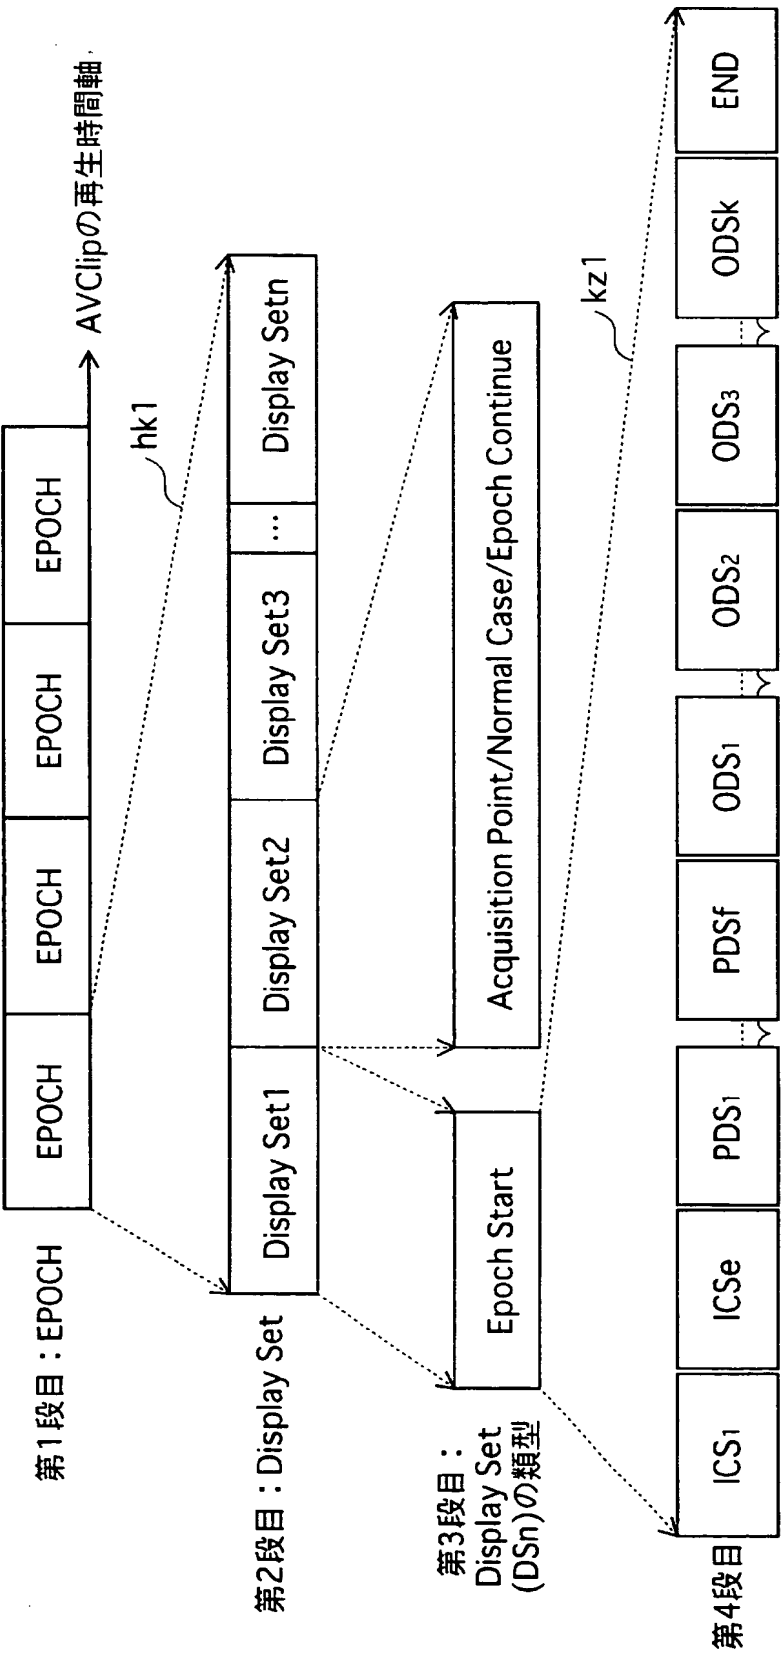 第1段目：EPOCH
EPOCH
EPOCH
EPOCH
EPOCH
AVClipの再生時間軸
hk1
第2段目：Display Set
Display Set1
Display Set2
Display Set3
...
Display Setn
第3段目：
Display Set
(DSn)の類型
Epoch Start
Acquisition Point/Normal Case/Epoch Continue
kz1
第4段目
ICS1
ICSe
PDS1
PDSf
ODS1
ODS2
ODS3
ODSk
END